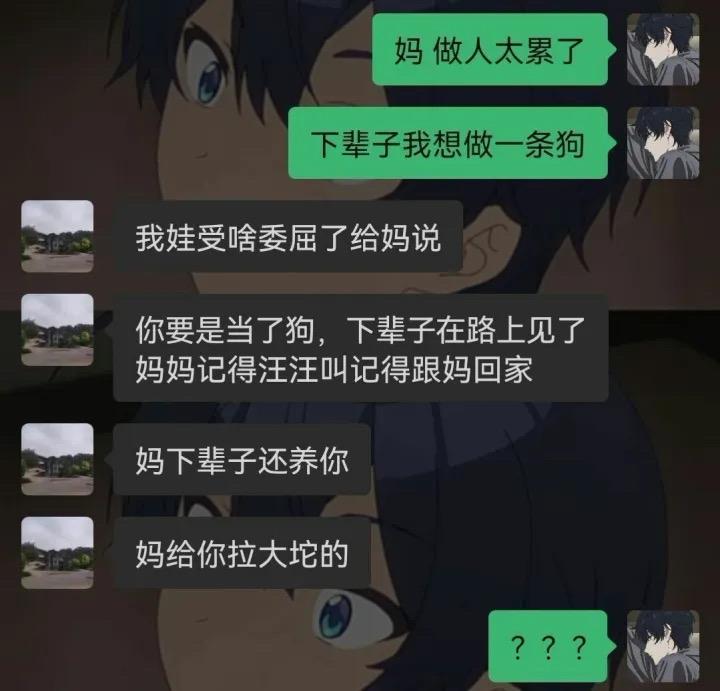 妈 做人太累了
下辈子我想做一条狗
我娃受啥委屈了给妈说
你要是当了狗，下辈子在路上见了
妈妈记得汪汪叫记得跟妈回家
妈下辈子还养你
妈给你拉大坨的
？？？